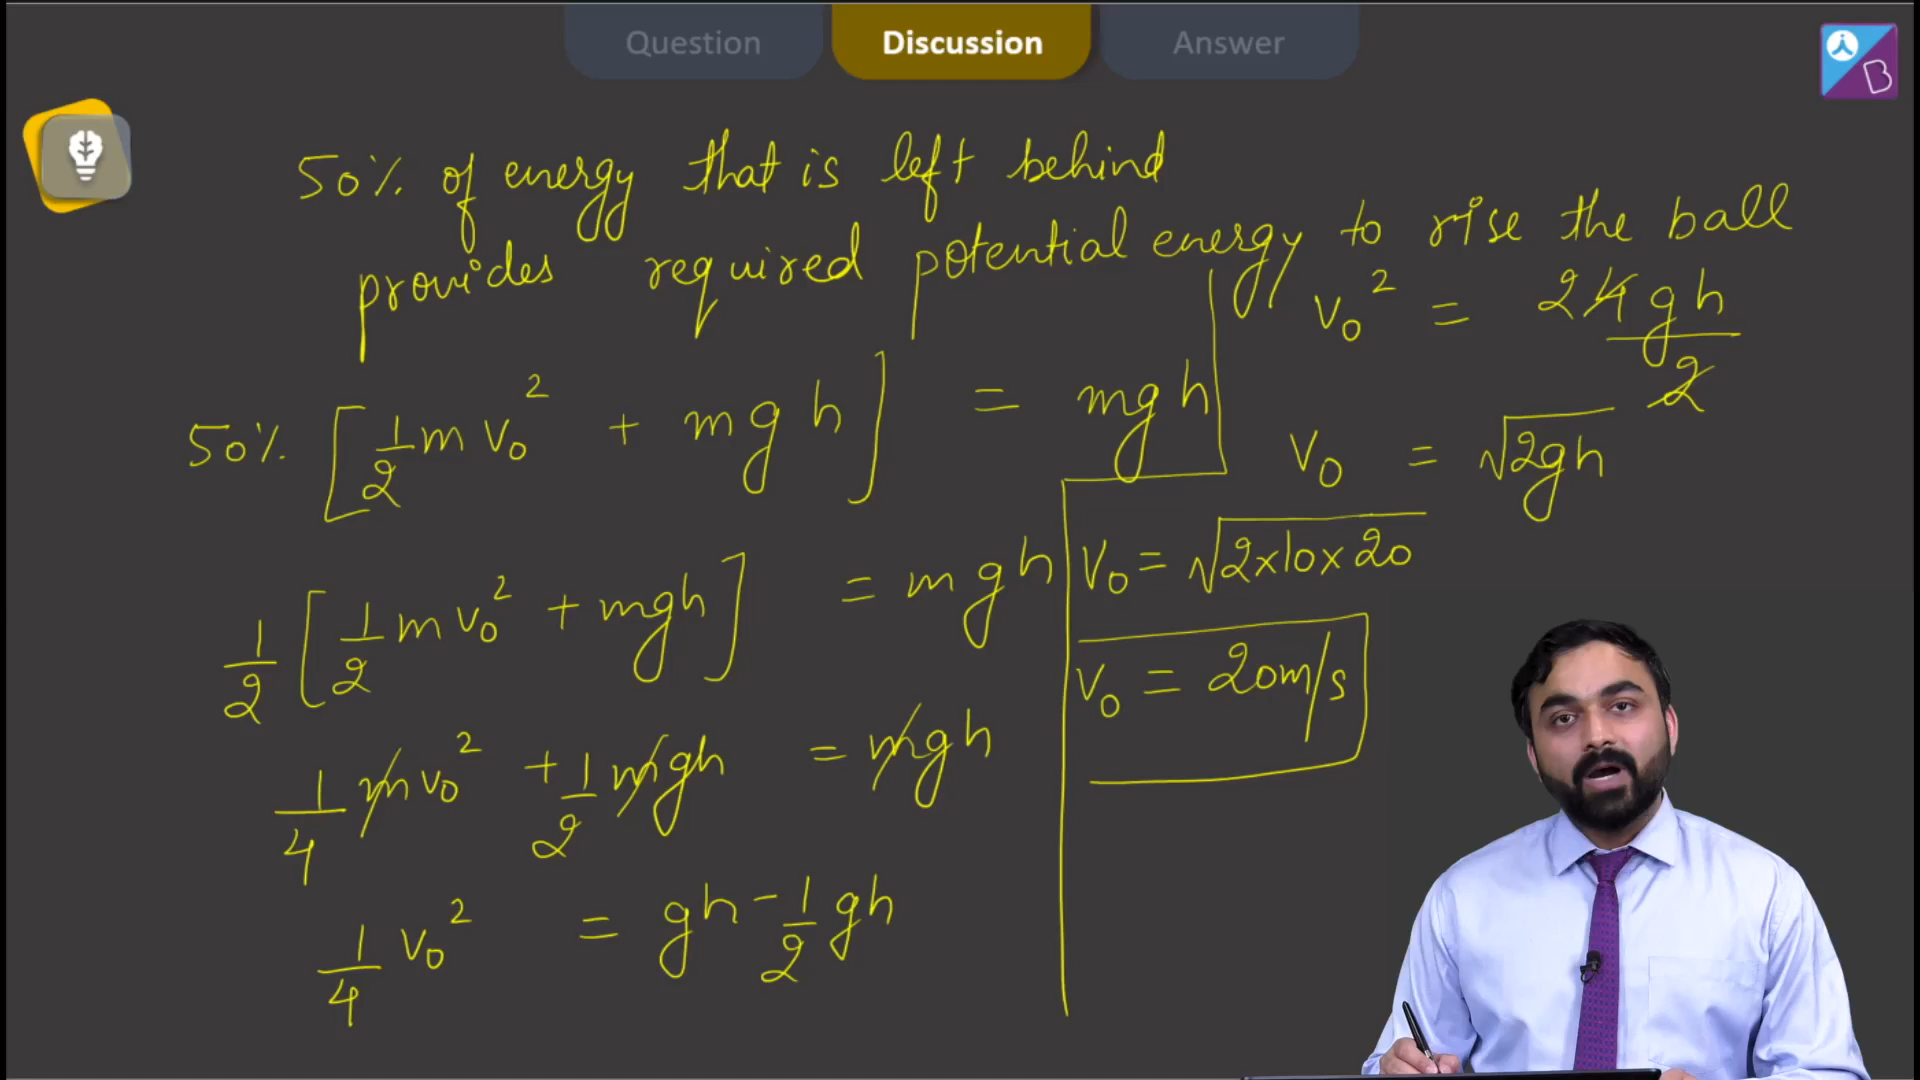 Question
Discussion
Answer
B
50% of energy that is left behind
provides required potential energy to rise the ball
50% [1/2 m v₀² + mgh] = mgh
1/2 [1/2 m v₀² + mgh] = mgh
1/4 m v₀² + 1/2 mgh = mgh
1/4 v₀² = gh - 1/2 gh
v₀² = 2 4gh/2
v₀ = √2gh
v₀ = √2×10×20
v₀ = 20m/s